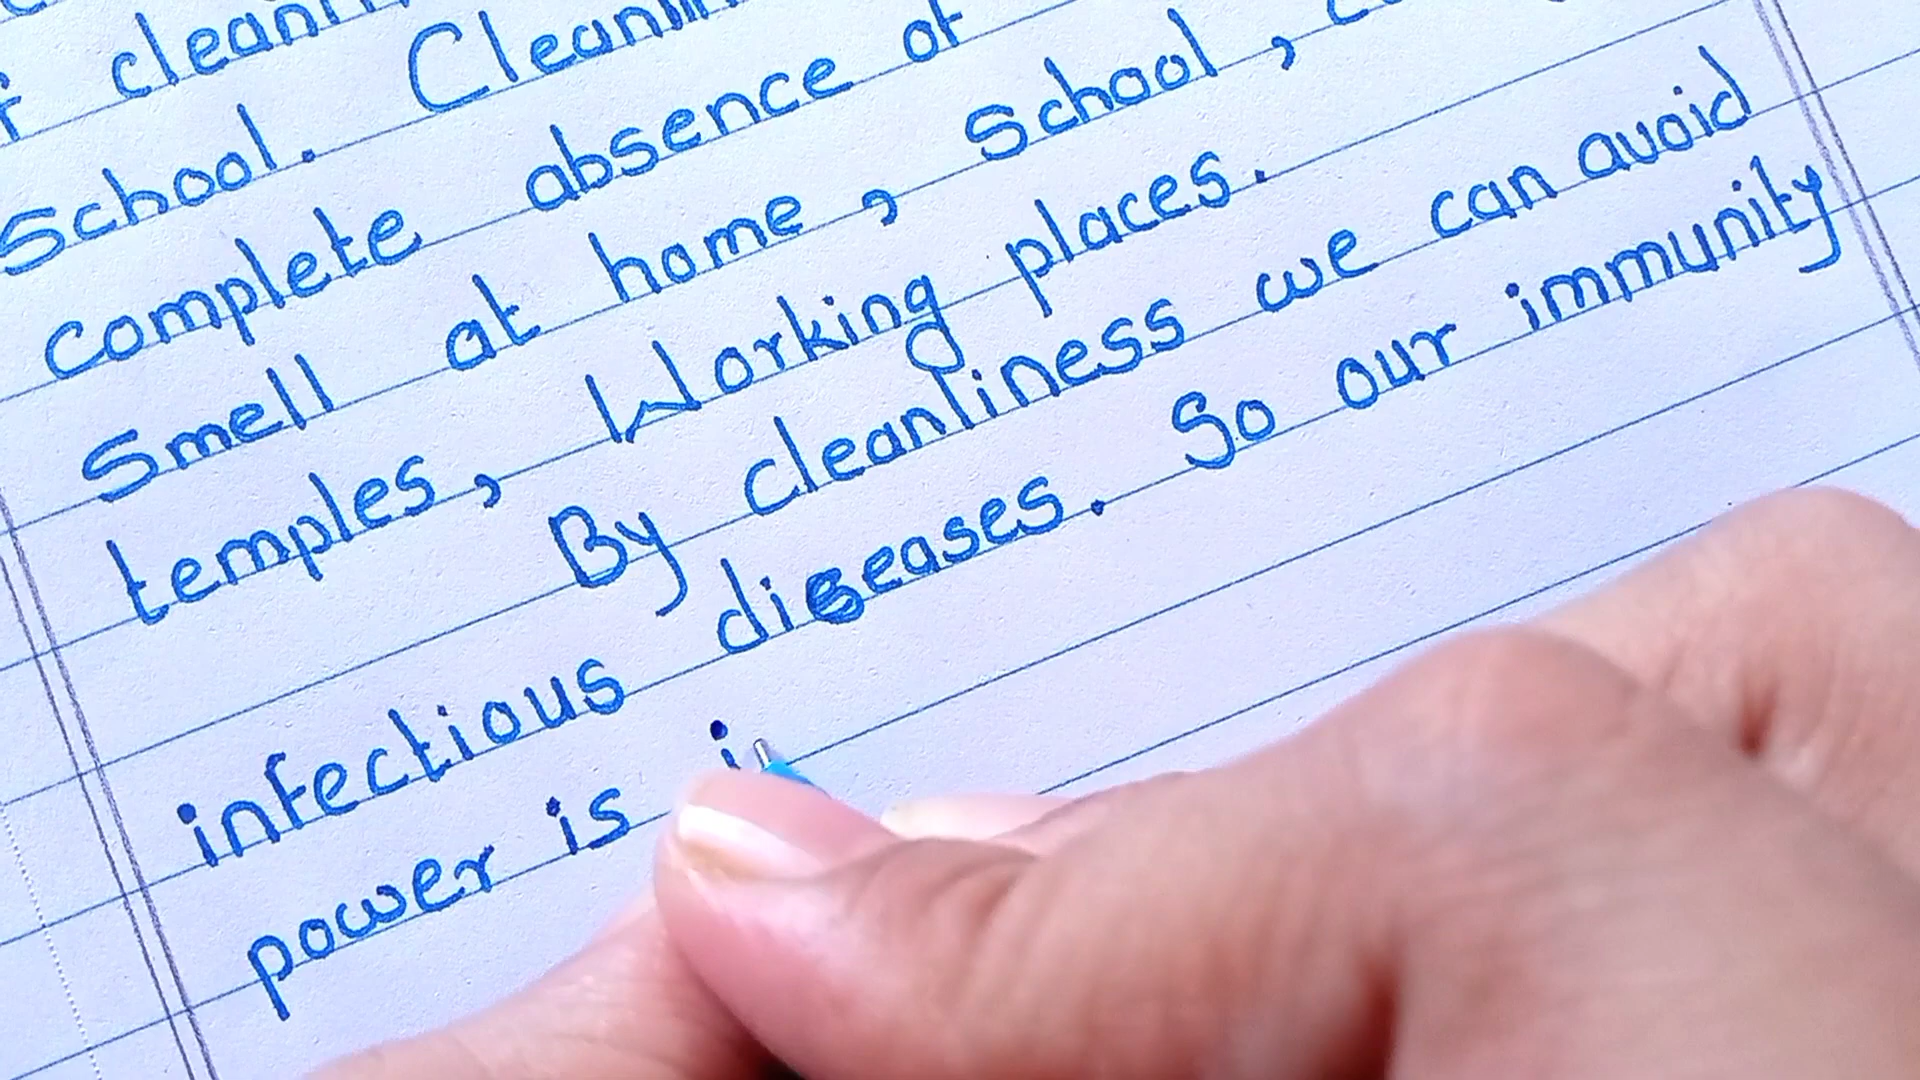 School.
complete absence of
Smell at home, School,
temples, Working places.
By cleanliness we can avoid
infectious diseases. So our immunity
power is i